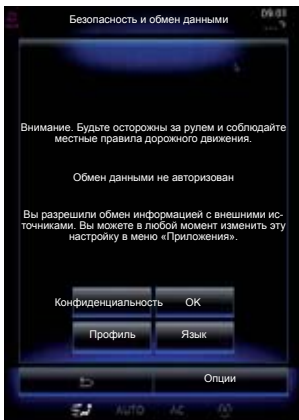 Безопасность и обмен данными
09:01
Внимание. Будьте осторожны за рулем и соблюдайте
местные правила дорожного движения.
Обмен данными не авторизован
Вы разрешили обмен информацией с внешними ис-
точниками. Вы можете в любой момент изменить эту
настройку в меню «Приложения».
Конфиденциальность OK
Профиль Язык
Опции
AUTO AC